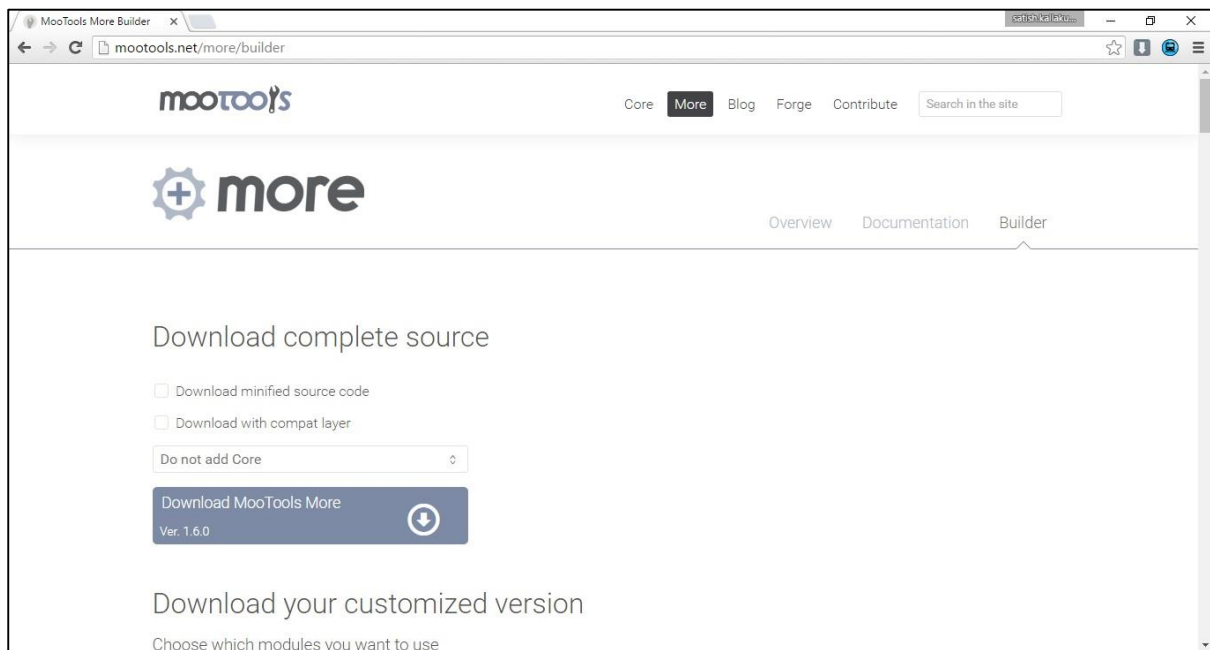 MooTools More Builder
satish.kallaku...
mootools.net/more/builder
mootools
Core More Blog Forge Contribute Search in the site
more
Overview Documentation Builder
Download complete source
Download minified source code
Download with compat layer
Do not add Core
Download MooTools More
Ver. 1.6.0
Download your customized version
Choose which modules you want to use